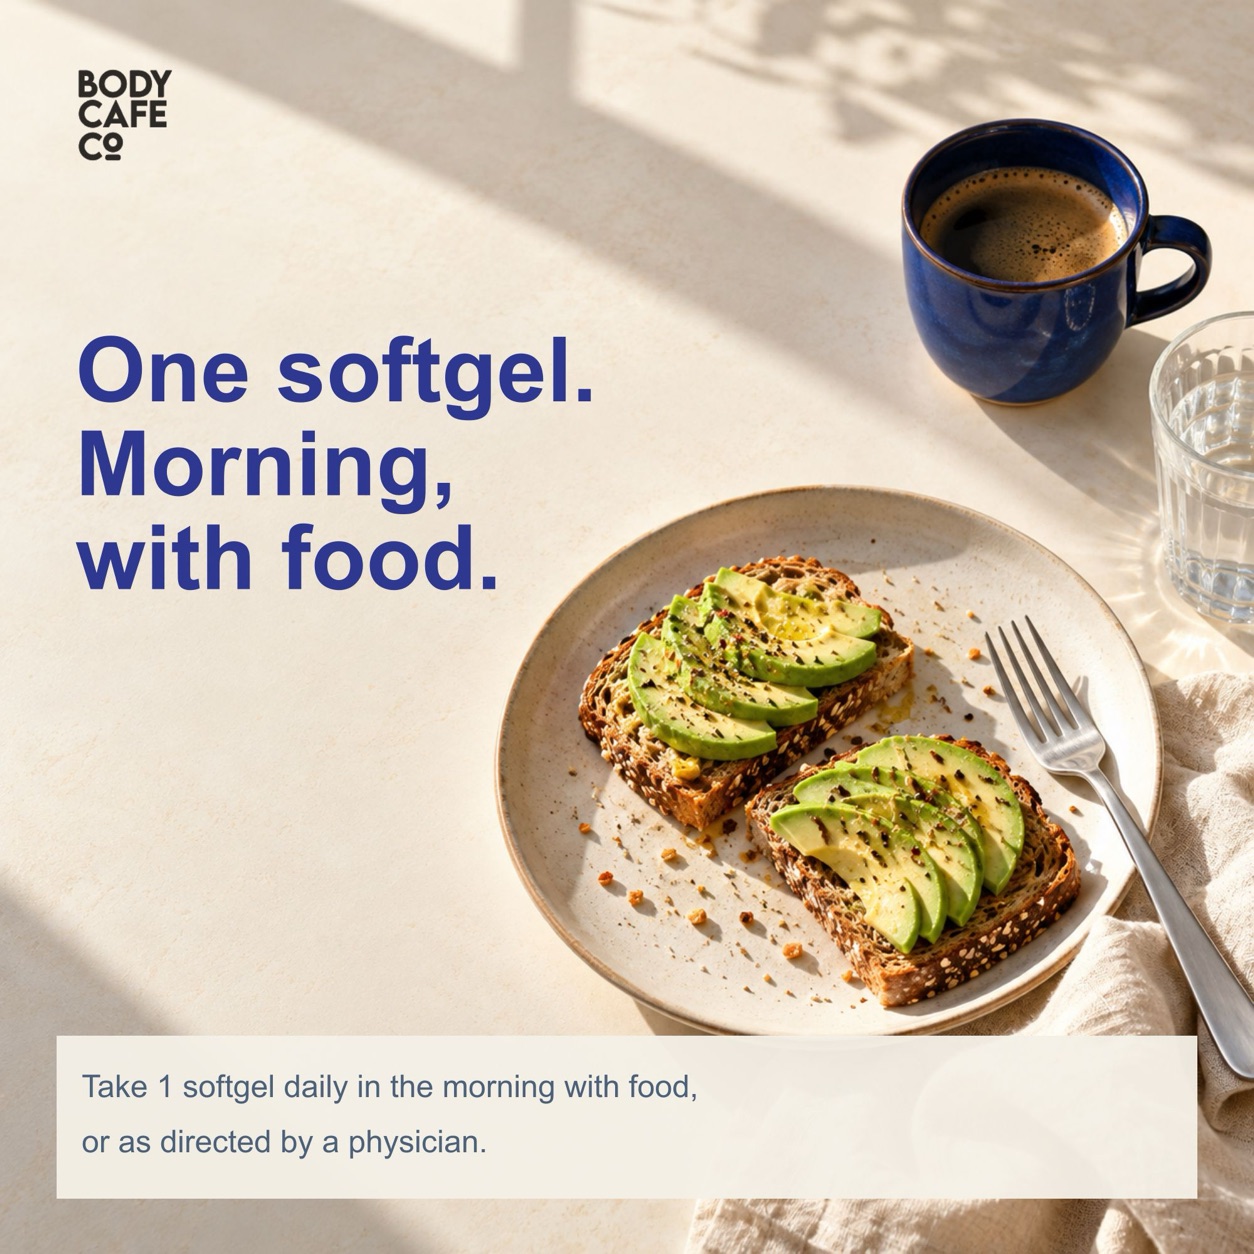 BODY
CAFE
Co
One softgel.
Morning,
with food.
Take 1 softgel daily in the morning with food,
or as directed by a physician.